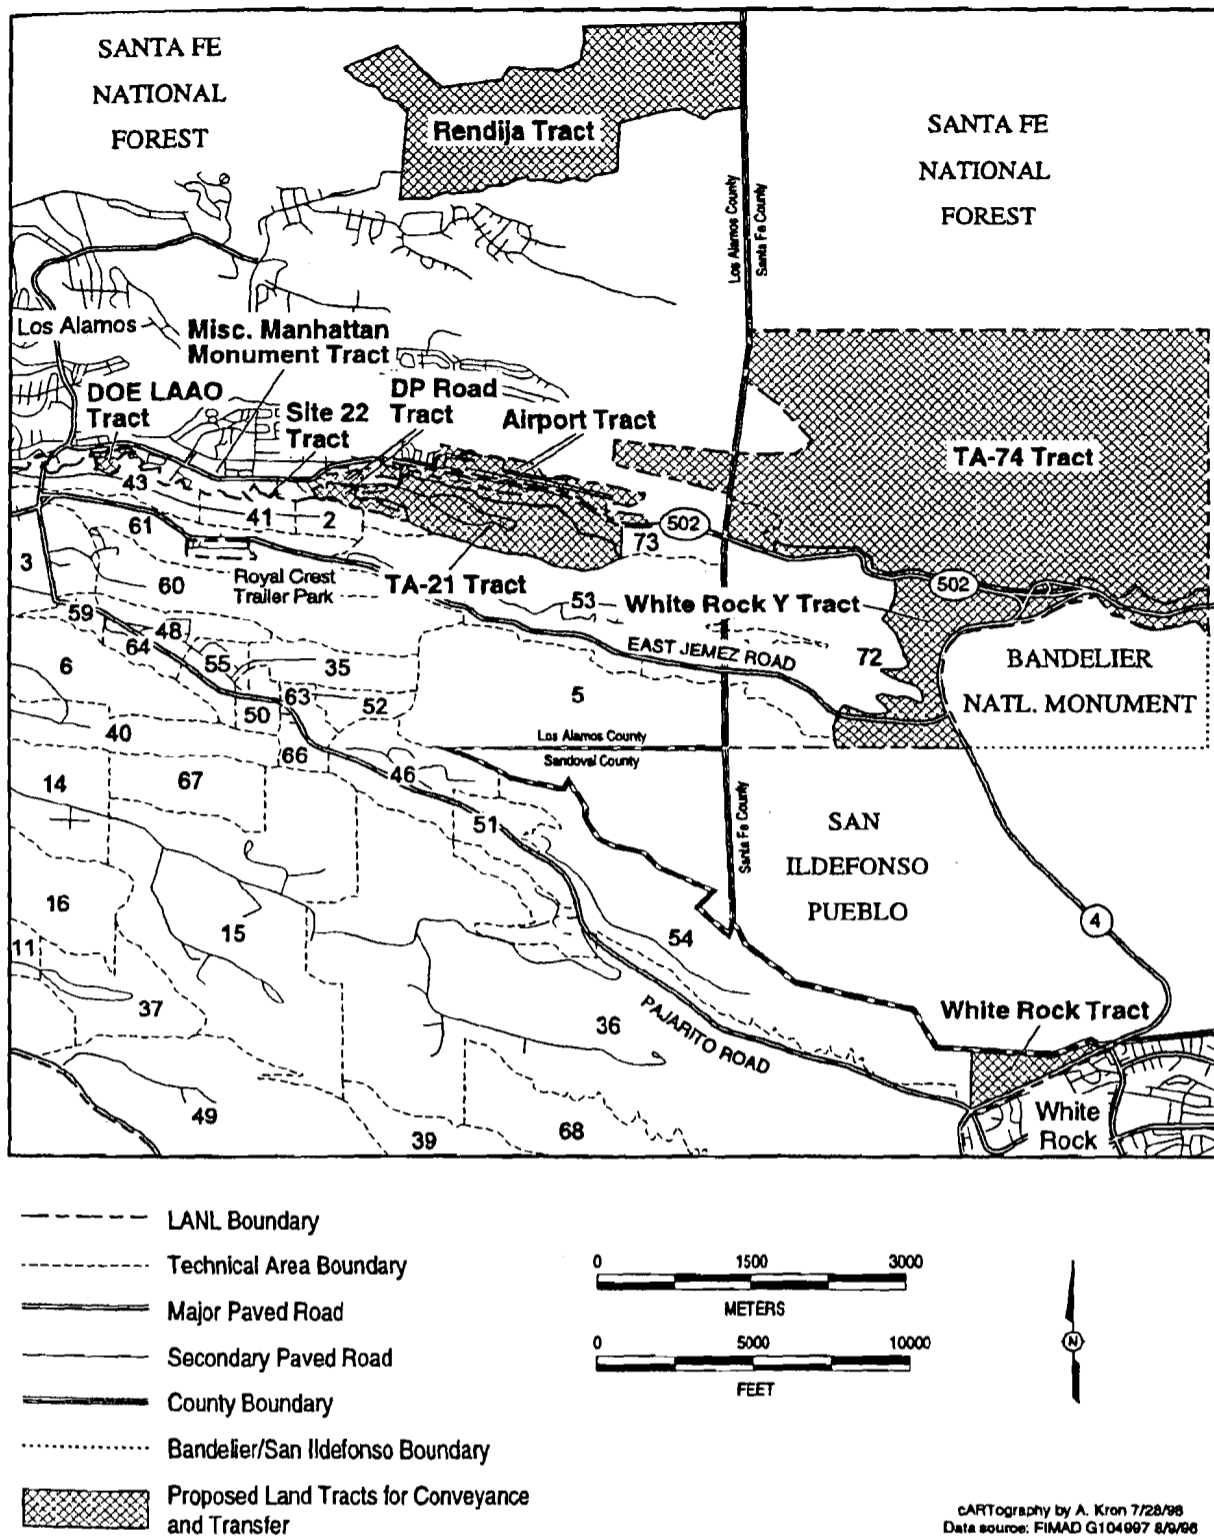 SANTA FE
NATIONAL
FOREST
Rendija Tract
SANTA FE
NATIONAL
FOREST
Los Alamos County
Santa Fe County
Los Alamos
Misc. Manhattan
Monument Tract
DOE LAAO
Tract
Site 22
Tract
DP Road
Tract
Airport Tract
TA-74 Tract
43
61
41
2
73
502
502
3
60
Royal Crest
Trailer Park
TA-21 Tract
53
White Rock Y Tract
59
48
64
55
35
EAST JEMEZ ROAD
72
BANDELIER
NATL. MONUMENT
6
63
50
52
5
40
66
Los Alamos County
Sandoval County
14
67
46
51
Santa Fe County
SAN
ILDEFONSO
PUEBLO
16
15
54
4
11
37
36
PAJARITO ROAD
White Rock Tract
49
39
68
White
Rock
LANL Boundary
Technical Area Boundary
Major Paved Road
Secondary Paved Road
County Boundary
Bandelier/San Ildefonso Boundary
Proposed Land Tracts for Conveyance
and Transfer
0 1500 3000
METERS
0 5000 10000
FEET
N
cARTography by A. Kron 7/28/98
Data source: FIMAD G104997 8/9/96